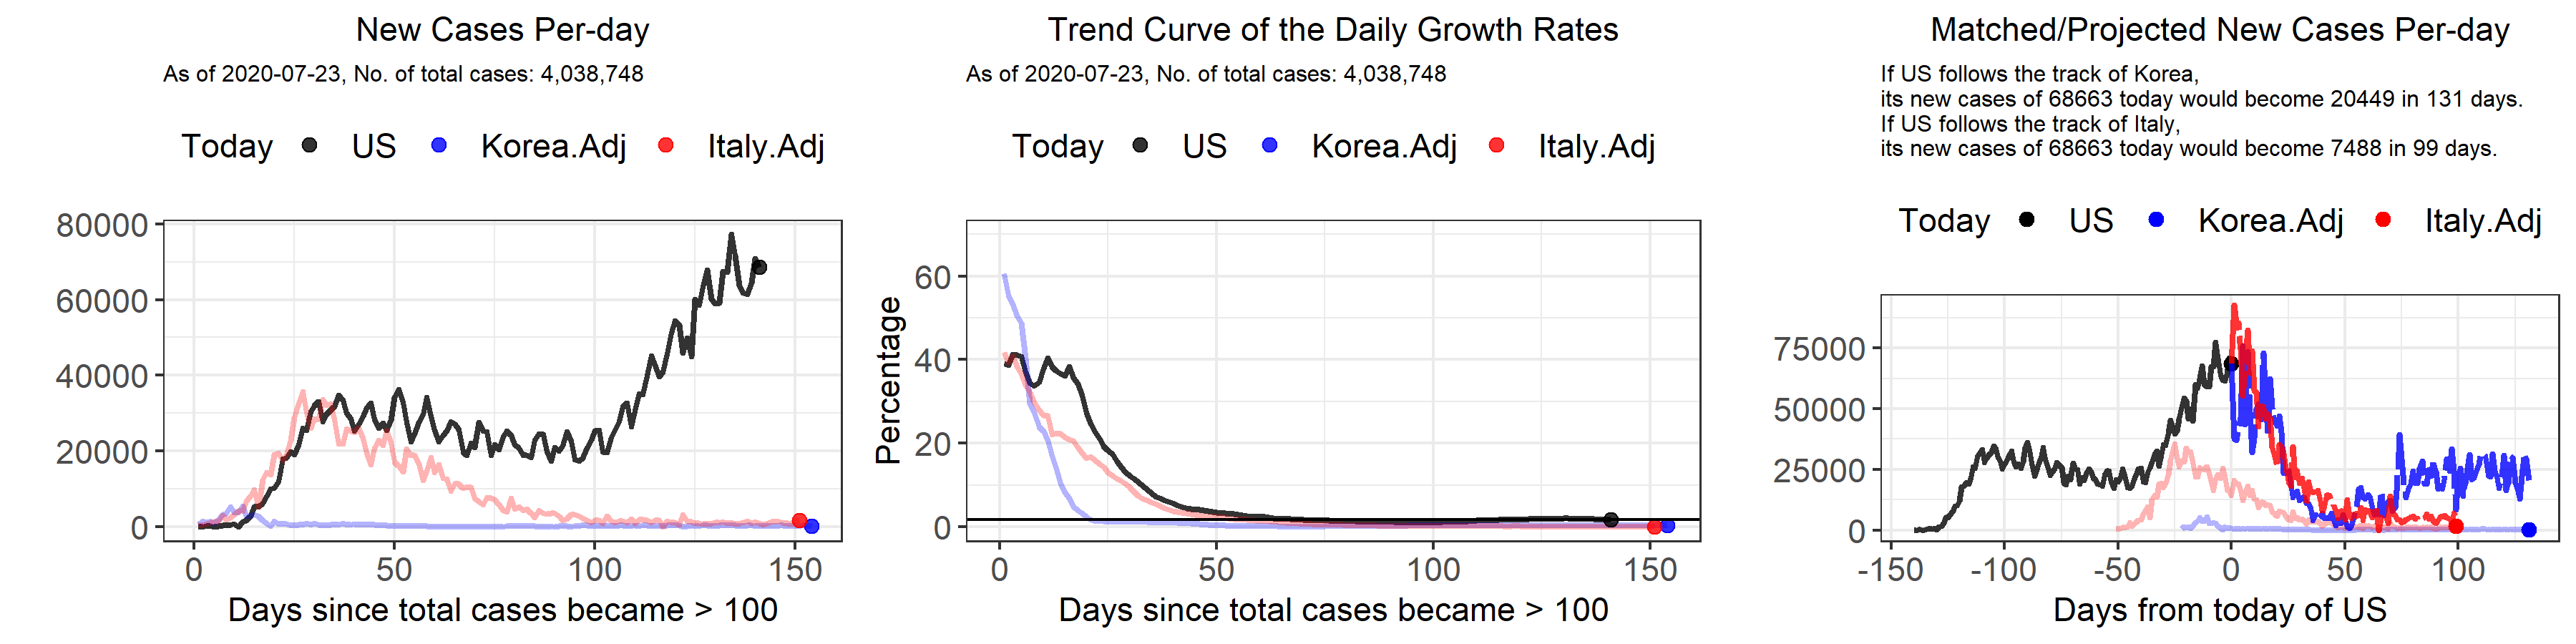 New Cases Per-day
As of 2020-07-23, No. of total cases: 4,038,748
Today US Korea.Adj Italy.Adj
80000
60000
40000
20000
0
0 50 100 150
Days since total cases became > 100
Trend Curve of the Daily Growth Rates
As of 2020-07-23, No. of total cases: 4,038,748
Today US Korea.Adj Italy.Adj
Percentage
60
40
20
0
0 50 100 150
Days since total cases became > 100
Matched/Projected New Cases Per-day
If US follows the track of Korea,
its new cases of 68663 today would become 20449 in 131 days.
If US follows the track of Italy,
its new cases of 68663 today would become 7488 in 99 days.
Today US Korea.Adj Italy.Adj
75000
50000
25000
0
-150 -100 -50 0 50 100
Days from today of US